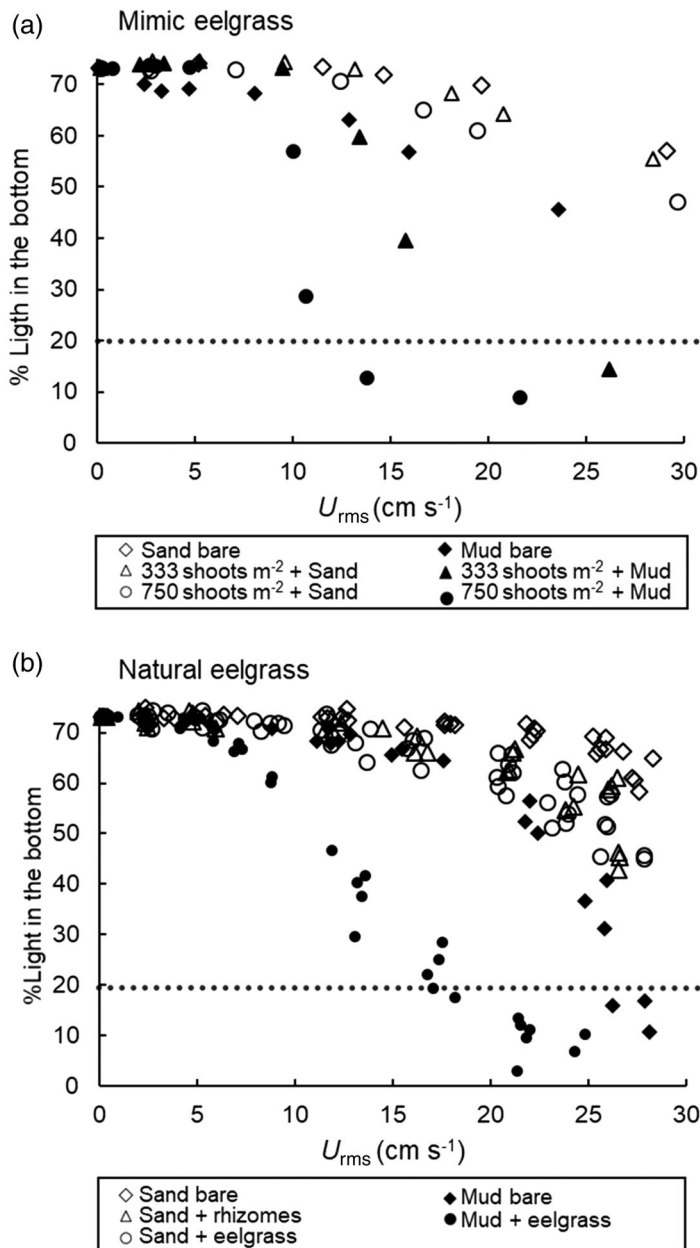 (a) Mimic eelgrass
70
60
50
40
30
20
10
0
% Ligth in the bottom
0 5 10 15 20 25 30
Urms (cm s-1)
Sand bare Mud bare
333 shoots m-2 + Sand 333 shoots m-2 + Mud
750 shoots m-2 + Sand 750 shoots m-2 + Mud
(b) Natural eelgrass
70
60
50
40
30
20
10
0
%Light in the bottom
0 5 10 15 20 25 30
Urms (cm s-1)
Sand bare Mud bare
Sand + rhizomes Mud + eelgrass
Sand + eelgrass